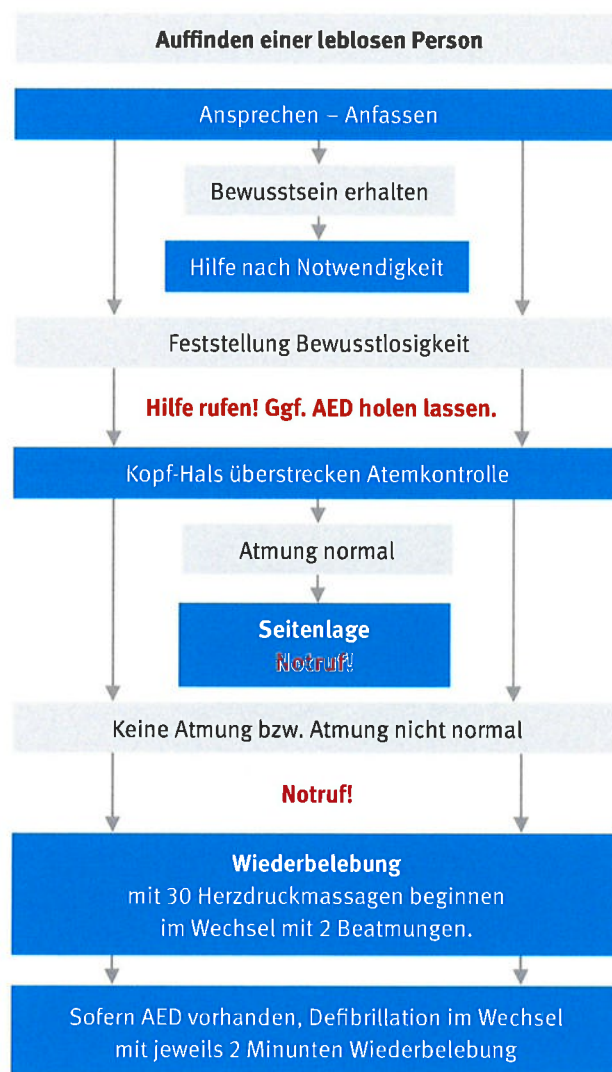 Auffinden einer leblosen Person
Ansprechen – Anfassen
Bewusstsein erhalten
Hilfe nach Notwendigkeit
Feststellung Bewusstlosigkeit
Hilfe rufen! Ggf. AED holen lassen.
Kopf-Hals überstrecken Atemkontrolle
Atmung normal
Seitenlage
Notruf!
Keine Atmung bzw. Atmung nicht normal
Notruf!
Wiederbelebung
mit 30 Herzdruckmassagen beginnen
im Wechsel mit 2 Beatmungen.
Sofern AED vorhanden, Defibrillation im Wechsel
mit jeweils 2 Minunten Wiederbelebung